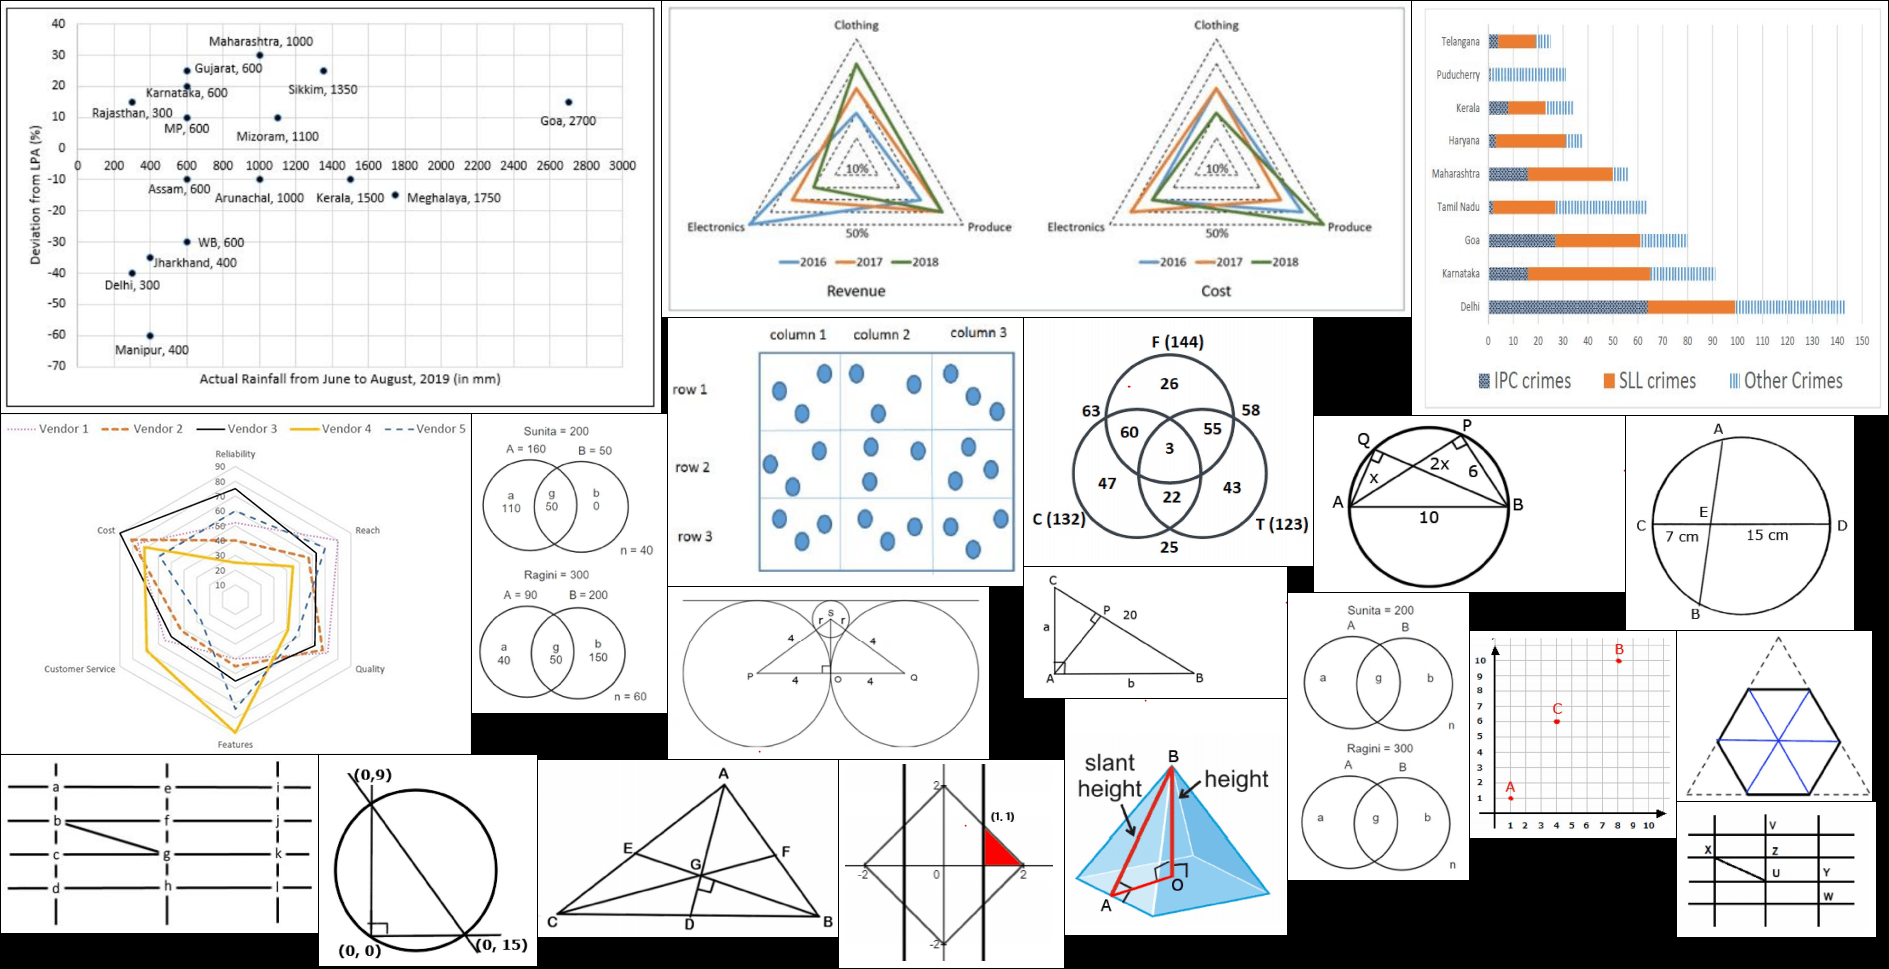 40
30
20
10
0
-10
-20
-30
-40
-50
-60
-70
Deviation from LPA (%)
0 200 400 600 800 1000 1200 1400 1600 1800 2000 2200 2400 2600 2800 3000
Maharashtra, 1000
Gujarat, 600
Karnataka, 600
Sikkim, 1350
Rajasthan, 300
MP, 600
Mizoram, 1100
Goa, 2700
Assam, 600
Arunachal, 1000
Kerala, 1500
Meghalaya, 1750
WB, 600
Jharkhand, 400
Delhi, 300
Manipur, 400
Actual Rainfall from June to August, 2019 (in mm)
Clothing
10%
Electronics
50%
Produce
2016 2017 2018
Revenue
Clothing
10%
Electronics
50%
Produce
2016 2017 2018
Cost
Telangana
Puducherry
Kerala
Haryana
Maharashtra
Tamil Nadu
Goa
Karnataka
Delhi
0 10 20 30 40 50 60 70 80 90 100 110 120 130 140 150
IPC crimes SLL crimes Other Crimes
Vendor 1 Vendor 2 Vendor 3 Vendor 4 Vendor 5
Reliability
90
80
70
60
50
40
30
20
10
Cost
Reach
Customer Service
Quality
Features
Sunita = 200
A = 160 B = 50
a g b
110 50 0
n = 40
Ragini = 300
A = 90 B = 200
a g b
40 50 150
n = 60
column 1 column 2 column 3
row 1
row 2
row 3
F (144)
26
63 58
60 55
3
47 43
22
C (132) T (123)
25
Q P
2x
x 6
A B
10
A
C E D
7 cm 15 cm
B
S
r r
4 4
P 4 O 4 Q
C
P 20
a
A b B
Sunita = 200
A B
a g b
n
Ragini = 300
A B
a g b
n
10
9
8
7
6
5
4
3
2
1
B
C
A
1 2 3 4 5 6 7 8 9 10
a e i
b f j
c g k
d h l
(0,9)
(0, 0) (0, 15)
A
E F
G
C D B
2
(1, 1)
-2 0 2
-2
B
slant
height
height
O
A
V
X Z
U Y
W